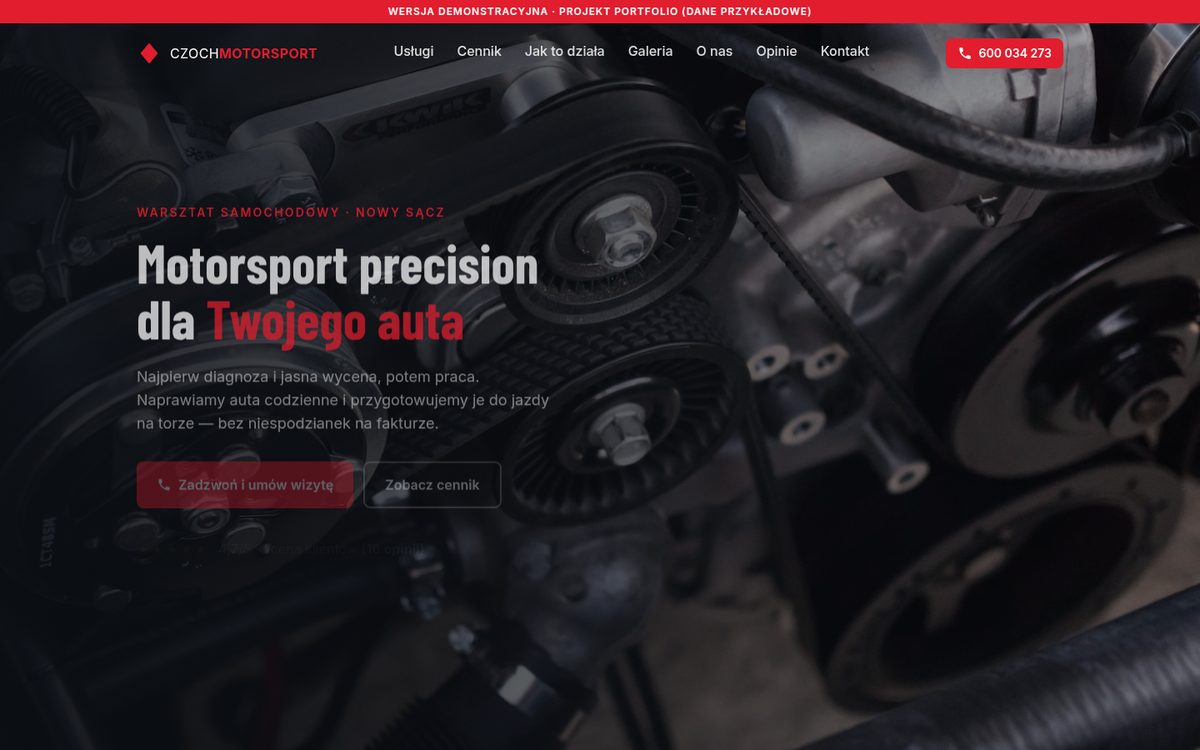 WERSJA DEMONSTRACYJNA · PROJEKT PORTFOLIO (DANE PRZYKŁADOWE)
CZOCHMOTORSPORT
Usługi
Cennik
Jak to działa
Galeria
O nas
Opinie
Kontakt
600 034 273
KWIK
WARSZTAT SAMOCHODOWY · NOWY SĄCZ
Motorsport precision
dla Twojego auta
Najpierw diagnoza i jasna wycena, potem praca.
Naprawiamy auta codzienne i przygotowujemy je do jazdy
na torze — bez niespodzianek na fakturze.
Zadzwoń i umów wizytę
Zobacz cennik